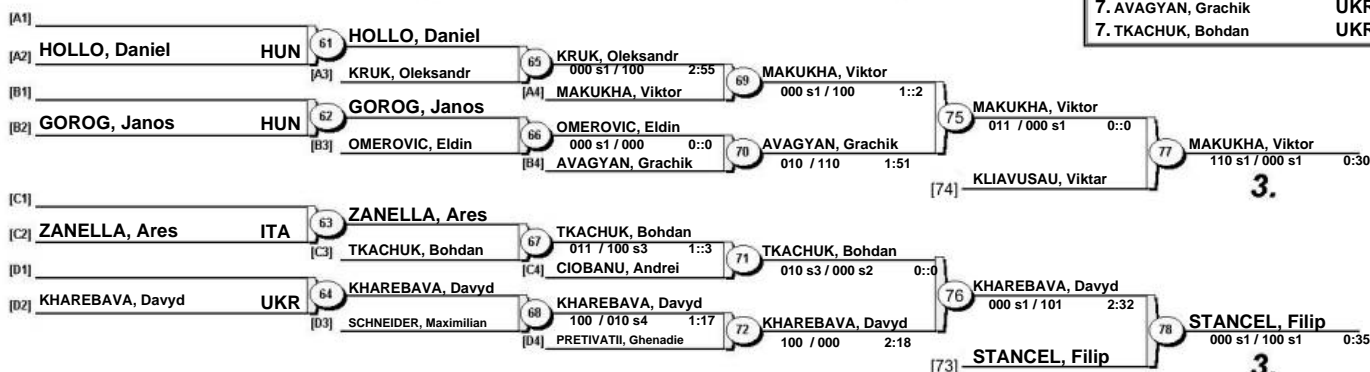 7. AVAGYAN, Grachik UKR
7. TKACHUK, Bohdan UKR
[A1]
[A2] HOLLO, Daniel HUN
61 HOLLO, Daniel
[A3] KRUK, Oleksandr
65 KRUK, Oleksandr
000 s1 / 100 2:55
[A4] MAKUKHA, Viktor
69 MAKUKHA, Viktor
000 s1 / 100 1::2
[B1]
[B2] GOROG, Janos HUN
62 GOROG, Janos
[B3] OMEROVIC, Eldin
66 OMEROVIC, Eldin
000 s1 / 000 0::0
[B4] AVAGYAN, Grachik
70 AVAGYAN, Grachik
010 / 110 1:51
75 MAKUKHA, Viktor
011 / 000 s1 0::0
[74] KLIAVUSAU, Viktar
77 MAKUKHA, Viktor
110 s1 / 000 s1 0:30
3.
[C1]
[C2] ZANELLA, Ares ITA
63 ZANELLA, Ares
[C3] TKACHUK, Bohdan
67 TKACHUK, Bohdan
011 / 100 s3 1::3
[C4] CIOBANU, Andrei
71 TKACHUK, Bohdan
010 s3 / 000 s2 0::0
[D1]
[D2] KHAREBAVA, Davyd UKR
64 KHAREBAVA, Davyd
[D3] SCHNEIDER, Maximilian
68 KHAREBAVA, Davyd
100 / 010 s4 1:17
[D4] PRETIVATII, Ghenadie
72 KHAREBAVA, Davyd
100 / 000 2:18
76 KHAREBAVA, Davyd
000 s1 / 101 2:32
[73] STANCEL, Filip
78 STANCEL, Filip
000 s1 / 100 s1 0:35
3.